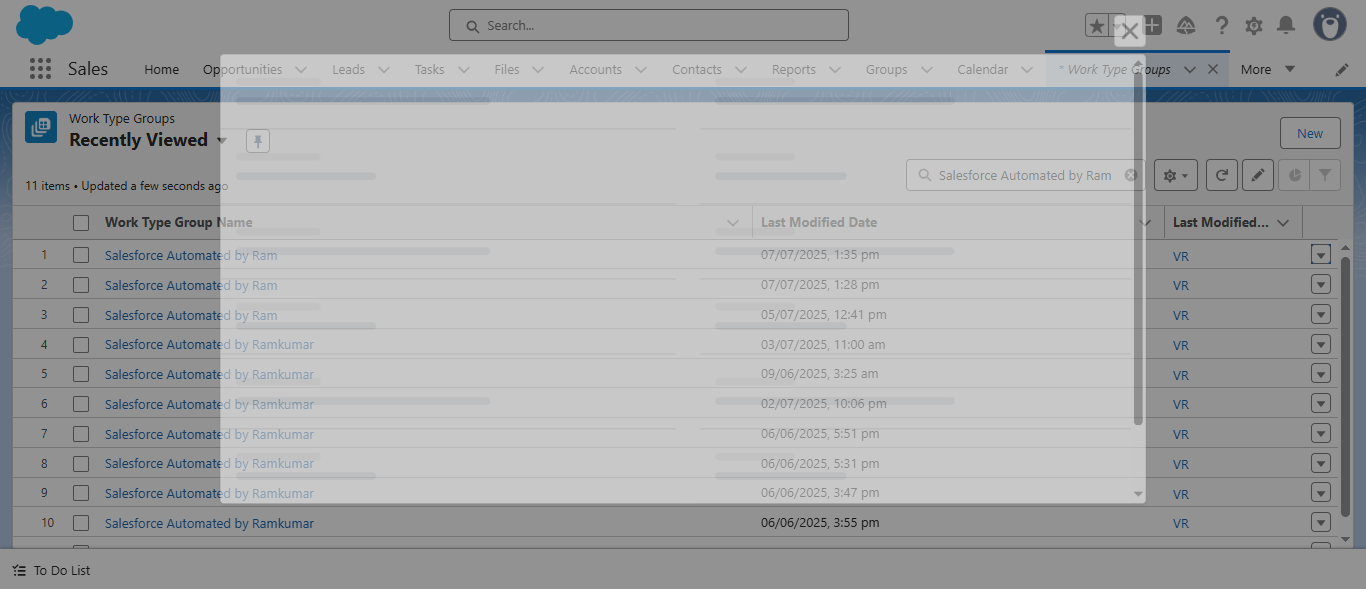 Search...
Sales Home Opportunities Leads Tasks Files Accounts Contacts Reports Groups Calendar * Work Type Groups More
Work Type Groups
Recently Viewed
New
11 items • Updated a few seconds ago
Salesforce Automated by Ram
Work Type Group Name Last Modified Date Last Modified...
1 Salesforce Automated by Ram 07/07/2025, 1:35 pm VR
2 Salesforce Automated by Ram 07/07/2025, 1:28 pm VR
3 Salesforce Automated by Ram 05/07/2025, 12:41 pm VR
4 Salesforce Automated by Ramkumar 03/07/2025, 11:00 am VR
5 Salesforce Automated by Ramkumar 09/06/2025, 3:25 am VR
6 Salesforce Automated by Ramkumar 02/07/2025, 10:06 pm VR
7 Salesforce Automated by Ramkumar 06/06/2025, 5:51 pm VR
8 Salesforce Automated by Ramkumar 06/06/2025, 5:31 pm VR
9 Salesforce Automated by Ramkumar 06/06/2025, 3:47 pm VR
10 Salesforce Automated by Ramkumar 06/06/2025, 3:55 pm VR
To Do List